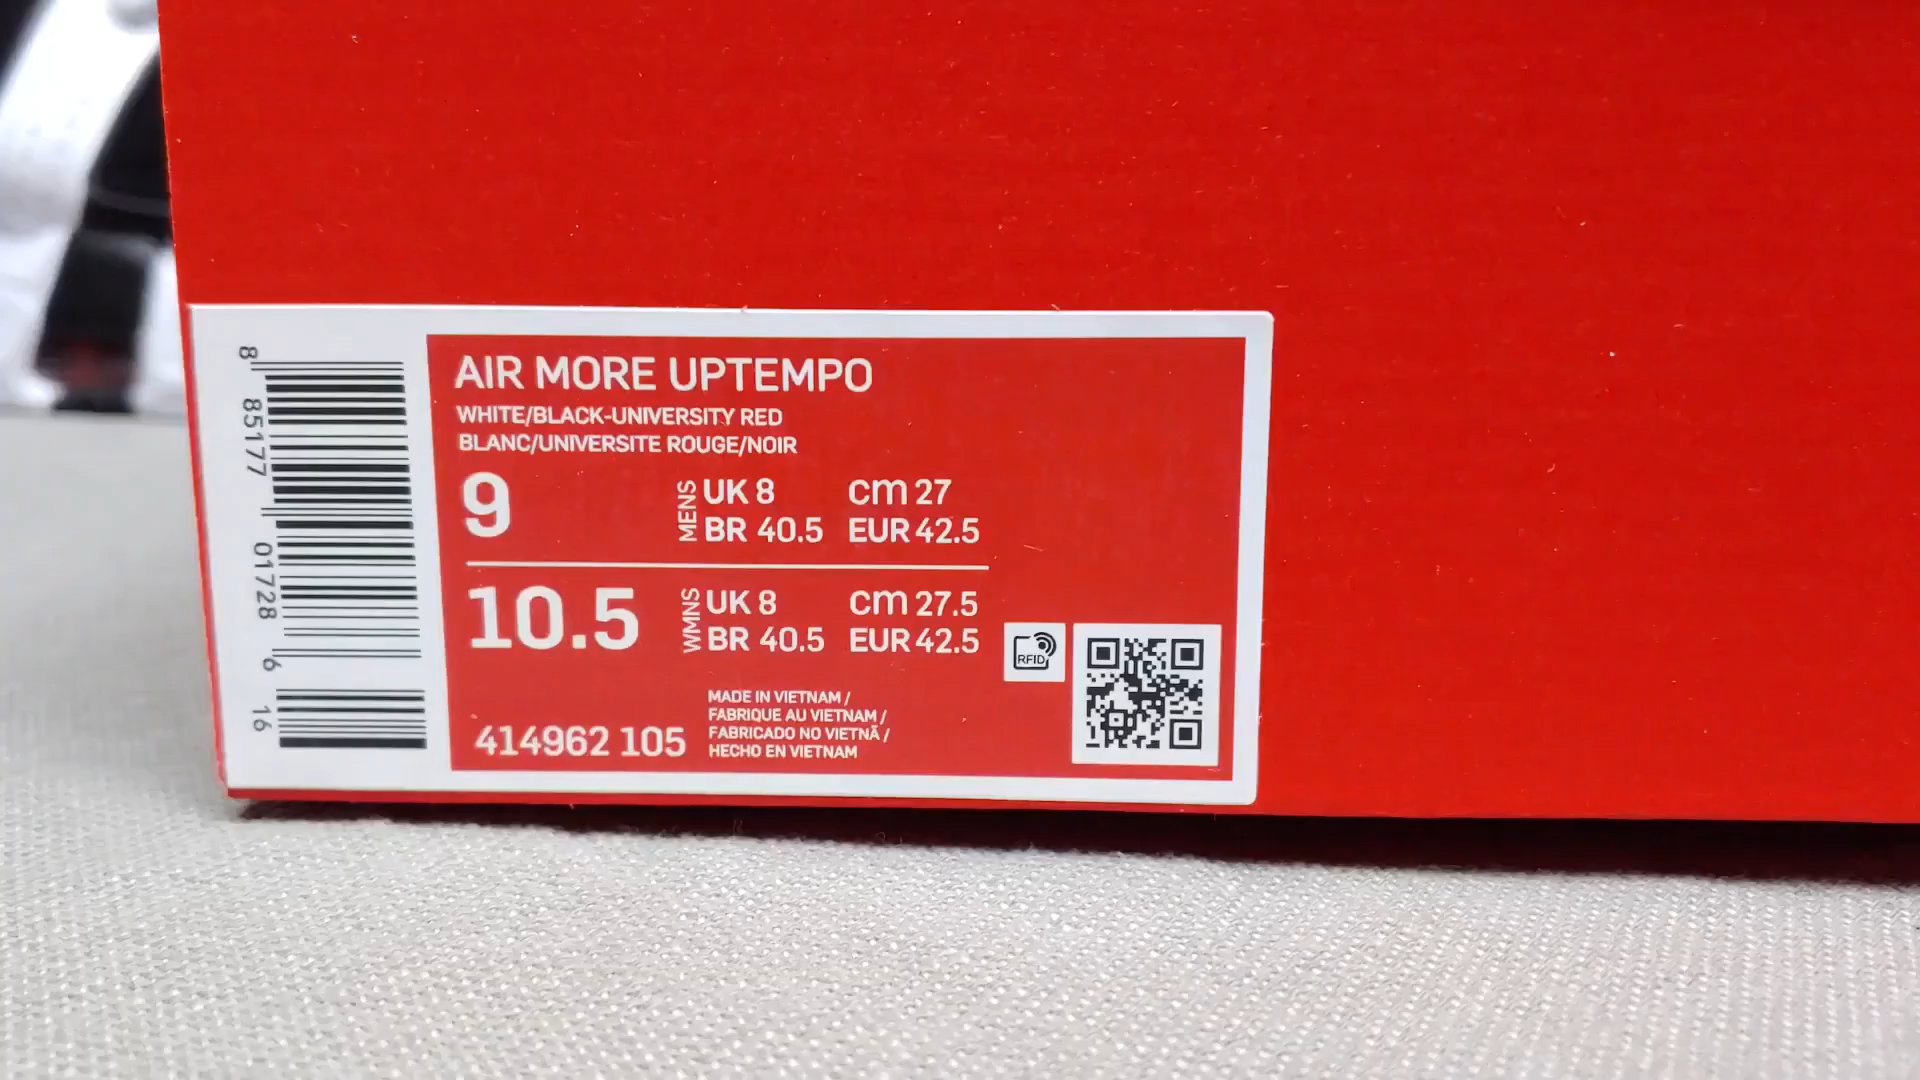 AIR MORE UPTEMPO
WHITE/BLACK-UNIVERSITY RED
BLANC/UNIVERSITE ROUGE/NOIR
9
MENS
UK 8 cm 27
BR 40.5 EUR 42.5
10.5
WMNS
UK 8 cm 27.5
BR 40.5 EUR 42.5
RFID
MADE IN VIETNAM /
FABRIQUE AU VIETNAM /
FABRICADO NO VIETNÃ /
HECHO EN VIETNAM
414962 105
8 85177 01728 6 16